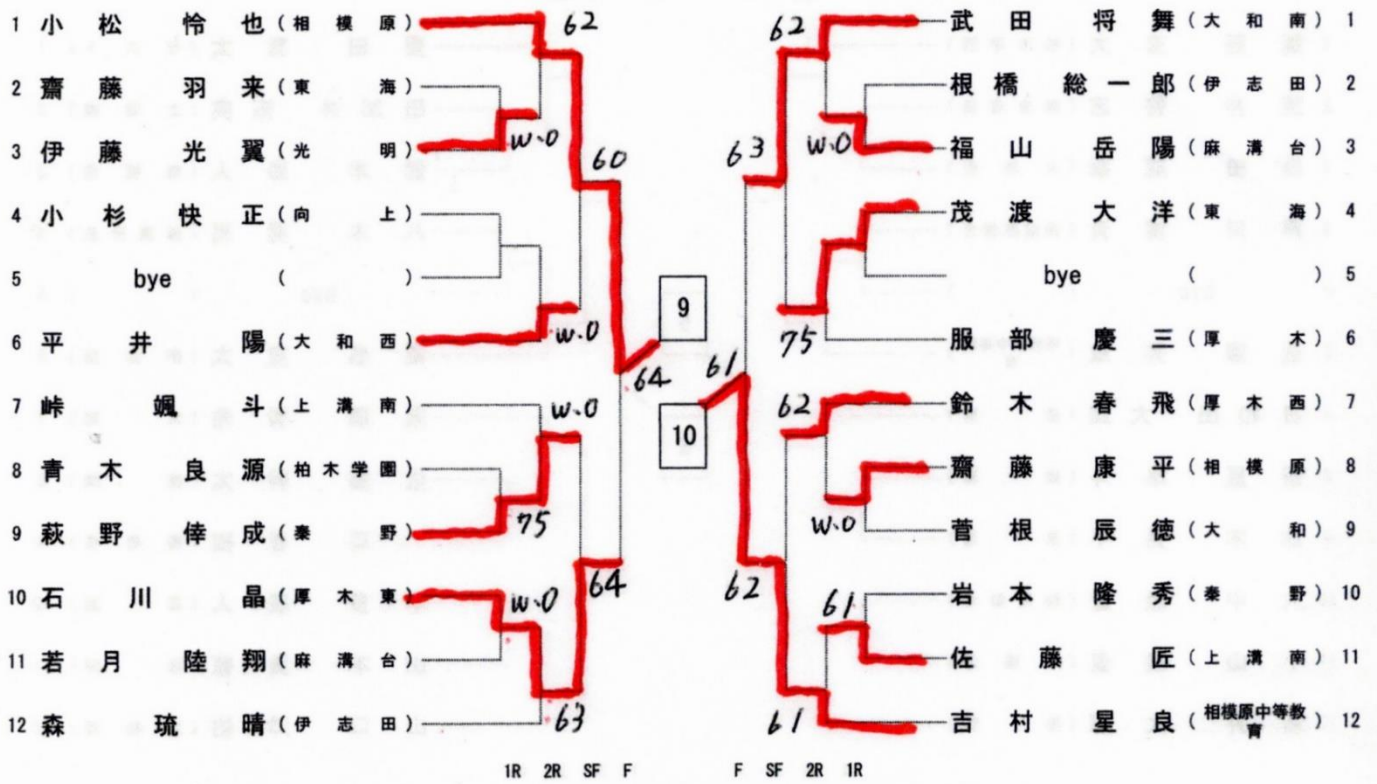 1 小松 怜也 (相模原)
62
2 齋藤 羽来 (東海)
w.o
3 伊藤 光翼 (光明)
60
4 小杉 快正 (向上)
5 bye ( )
w.o
6 平井 陽 (大和西)
64
7 峠 颯斗 (上溝南)
w.o
8 青木 良源 (柏木学園)
75
9 萩野 倖成 (秦野)
64
10 石川 晶 (厚木東)
w.o
11 若月 陸翔 (麻溝台)
63
12 森 琉晴 (伊志田)
1R 2R SF F
9
10
武田 将舞 (大和南) 1
62
根橋 総一郎 (伊志田) 2
w.o
福山 岳陽 (麻溝台) 3
63
茂渡 大洋 (東海) 4
bye ( ) 5
75
服部 慶三 (厚木) 6
61
鈴木 春飛 (厚木西) 7
62
齋藤 康平 (相模原) 8
w.o
菅根 辰徳 (大和) 9
62
岩本 隆秀 (秦野) 10
61
佐藤 匠 (上溝南) 11
61
吉村 星良 (相模原中等教育) 12
F SF 2R 1R